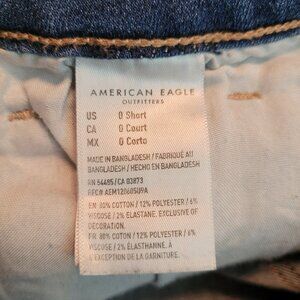 AMERICAN EAGLE
OUTFITTERS
US 0 Short
CA 0 Court
MX 0 Corto
MADE IN BANGLADESH / FABRIQUÉ AU
BANGLADESH / HECHO EN BANGLADESH
RN 54485/CA 03873
RFC# AEM120605U9A
EN: 80% COTTON / 12% POLYESTER / 6%
VISCOSE / 2% ELASTANE. EXCLUSIVE OF
DECORATION.
FR: 80% COTON / 12% POLYESTER / 6%
VISCOSE / 2% ÉLASTHANNE. À
L'EXCEPTION DE LA GARNITURE.